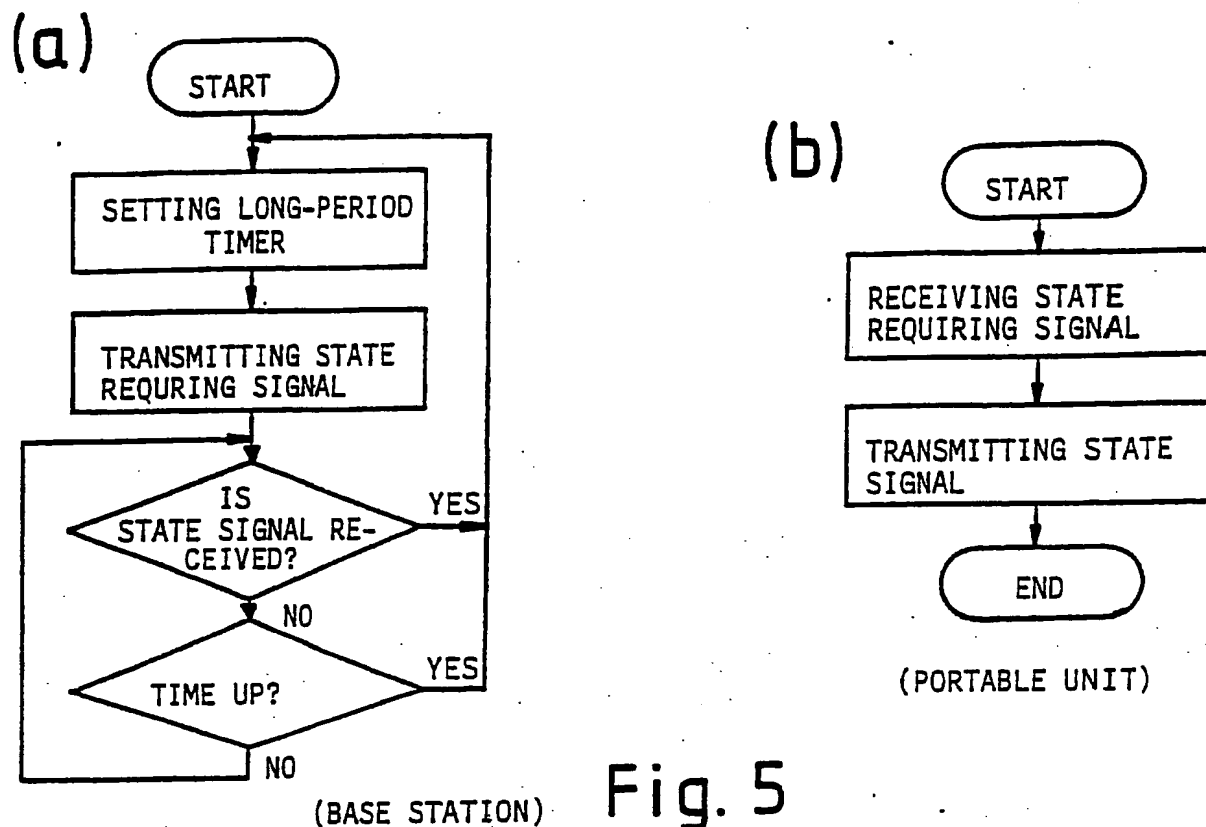 (a)
START
SETTING LONG-PERIOD
TIMER
TRANSMITTING STATE
REQURING SIGNAL
IS
STATE SIGNAL RE-
CEIVED?
YES
NO
TIME UP?
YES
NO
(BASE STATION)
(b)
START
RECEIVING STATE
REQUIRING SIGNAL
TRANSMITTING STATE
SIGNAL
END
(PORTABLE UNIT)
Fig. 5